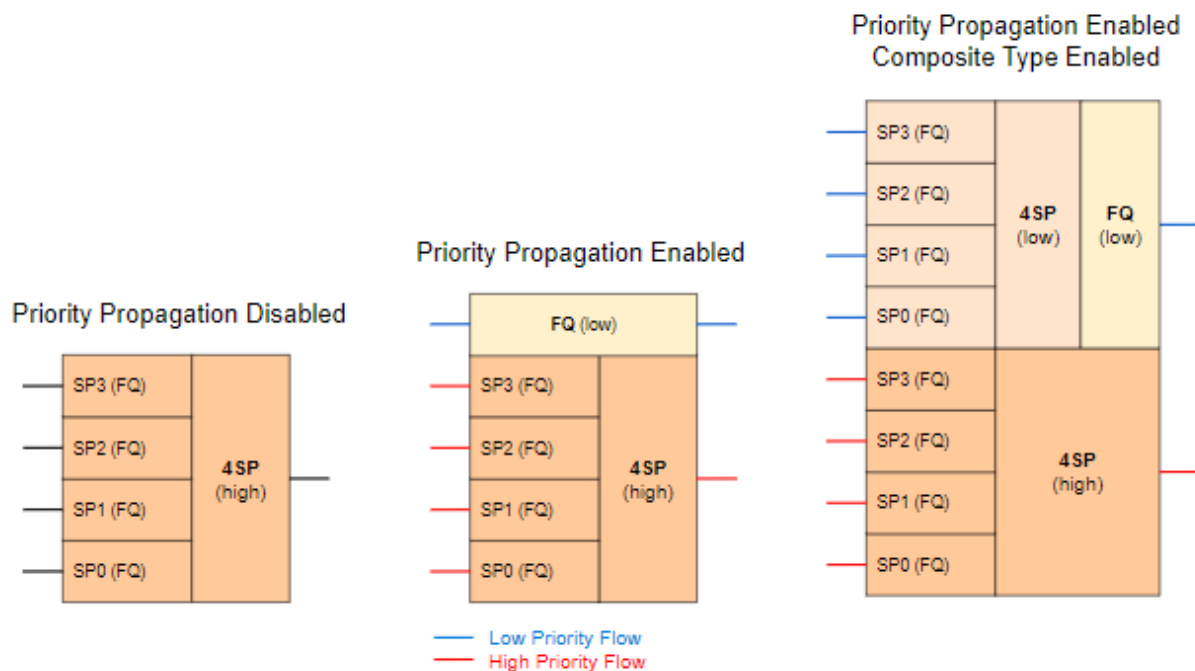 Priority Propagation Disabled
SP3 (FQ)
SP2 (FQ)
SP1 (FQ)
SP0 (FQ)
4SP
(high)
Priority Propagation Enabled
FQ (low)
SP3 (FQ)
SP2 (FQ)
SP1 (FQ)
SP0 (FQ)
4SP
(high)
Low Priority Flow
High Priority Flow
Priority Propagation Enabled
Composite Type Enabled
SP3 (FQ)
SP2 (FQ)
SP1 (FQ)
SP0 (FQ)
4SP
(low)
FQ
(low)
SP3 (FQ)
SP2 (FQ)
SP1 (FQ)
SP0 (FQ)
4SP
(high)